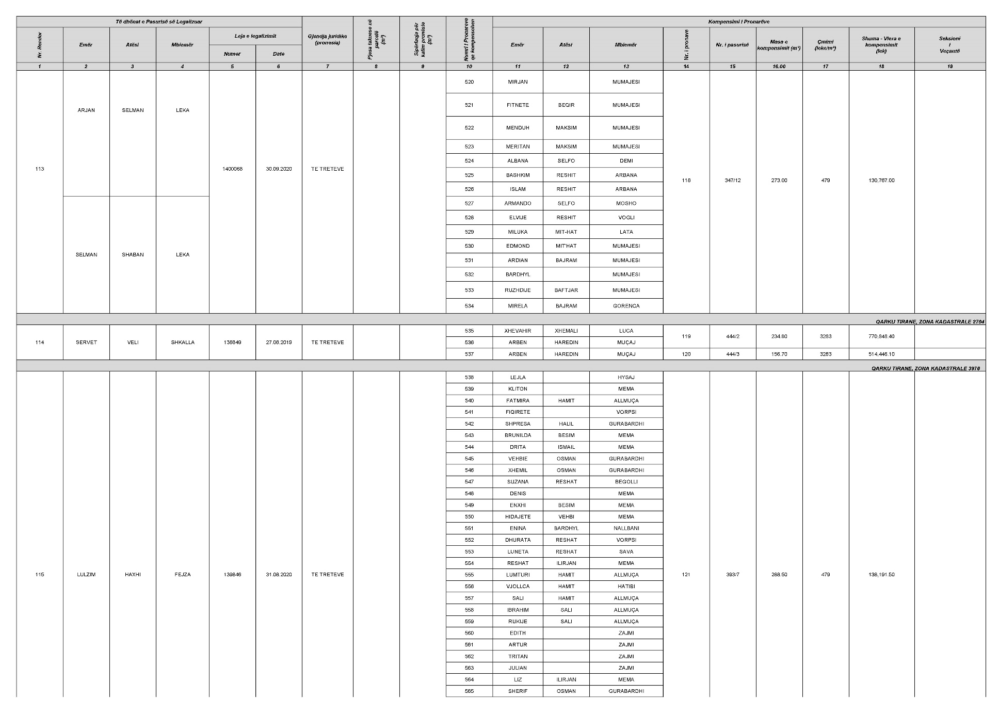 Të dhënat e Pasurisë së Legalizuar
Kompensimi i Pronarëve
Nr. Rendor
Emër
Atësi
Mbiemër
Leja e legalizimit
Numer
Date
Gjendja juridike
(pronesia)
Pjesa takuese në
parcelë
(m²)
Sipërfaqja për
kalim pronësie
(m²)
Numri i Pronareve
qe kompensohen
Emër
Atësi
Mbiemër
Nr. i pronave
Nr. i pasurisë
Masa e
kompensimit (m²)
Çmimi
(leke/m²)
Shuma - Vlera e
kompensimit
(lek)
Seksioni
i
Veçantë
1 2 3 4 5 6 7 8 9 10 11 12 13 14 15 16.00 17 18 19
113 1400068 30.09.2020 TE TRETEVE
ARJAN SELMAN LEKA
SELMAN SHABAN LEKA
520 MIRJAN MUMAJESI
521 FITNETE BEQIR MUMAJESI
522 MENDUH MAKSIM MUMAJESI
523 MERITAN MAKSIM MUMAJESI
524 ALBANA SELFO DEMI
525 BASHKIM RESHIT ARBANA
526 ISLAM RESHIT ARBANA
527 ARMANDO SELFO MOSHO
528 ELVIJE RESHIT VOGLI
529 MILUKA MIT-HAT LATA
530 EDMOND MIT'HAT MUMAJESI
531 ARDIAN BAJRAM MUMAJESI
532 BARDHYL MUMAJESI
533 RUZHDIJE BAFTJAR MUMAJESI
534 MIRELA BAJRAM GORENCA
118 347/12 273.00 479 130,767.00
QARKU TIRANE, ZONA KADASTRALE 2704
114 SERVET VELI SHKALLA 138849 27.08.2019 TE TRETEVE
535 XHEVAHIR XHEMALI LUCA
536 ARBEN HAREDIN MUÇAJ
119 444/2 234.80 3283 770,848.40
537 ARBEN HAREDIN MUÇAJ 120 444/3 156.70 3283 514,446.10
QARKU TIRANE, ZONA KADASTRALE 3976
538 LEJLA HYSAJ
539 KLITON MEMA
540 FATMIRA HAMIT ALLMUÇA
541 FIQIRETE VORPSI
542 SHPRESA HALIL GURABARDHI
543 BRUNILDA BESIM MEMA
544 DRITA ISMAIL MEMA
545 VEHBIE OSMAN GURABARDHI
546 XHEMIL OSMAN GURABARDHI
547 SUZANA RESHAT BEGOLLI
548 DENIS MEMA
549 ENXHI BESIM MEMA
550 HIDAJETE VEHBI MEMA
551 ENINA BARDHYL NALLBANI
552 DHURATA RESHAT VORPSI
553 LUNETA RESHAT SAVA
554 RESHAT ILIRJAN MEMA
115 LULZIM HAXHI FEJZA 139846 31.08.2020 TE TRETEVE 555 LUMTURI HAMIT ALLMUÇA 121 393/7 288.50 479 138,191.50
556 VJOLLCA HAMIT HATIBI
557 SALI HAMIT ALLMUÇA
558 IBRAHIM SALI ALLMUÇA
559 RUKIJE SALI ALLMUÇA
560 EDITH ZAJMI
561 ARTUR ZAJMI
562 TRITAN ZAJMI
563 JULIAN ZAJMI
564 LIZ ILIRJAN MEMA
565 SHERIF OSMAN GURABARDHI